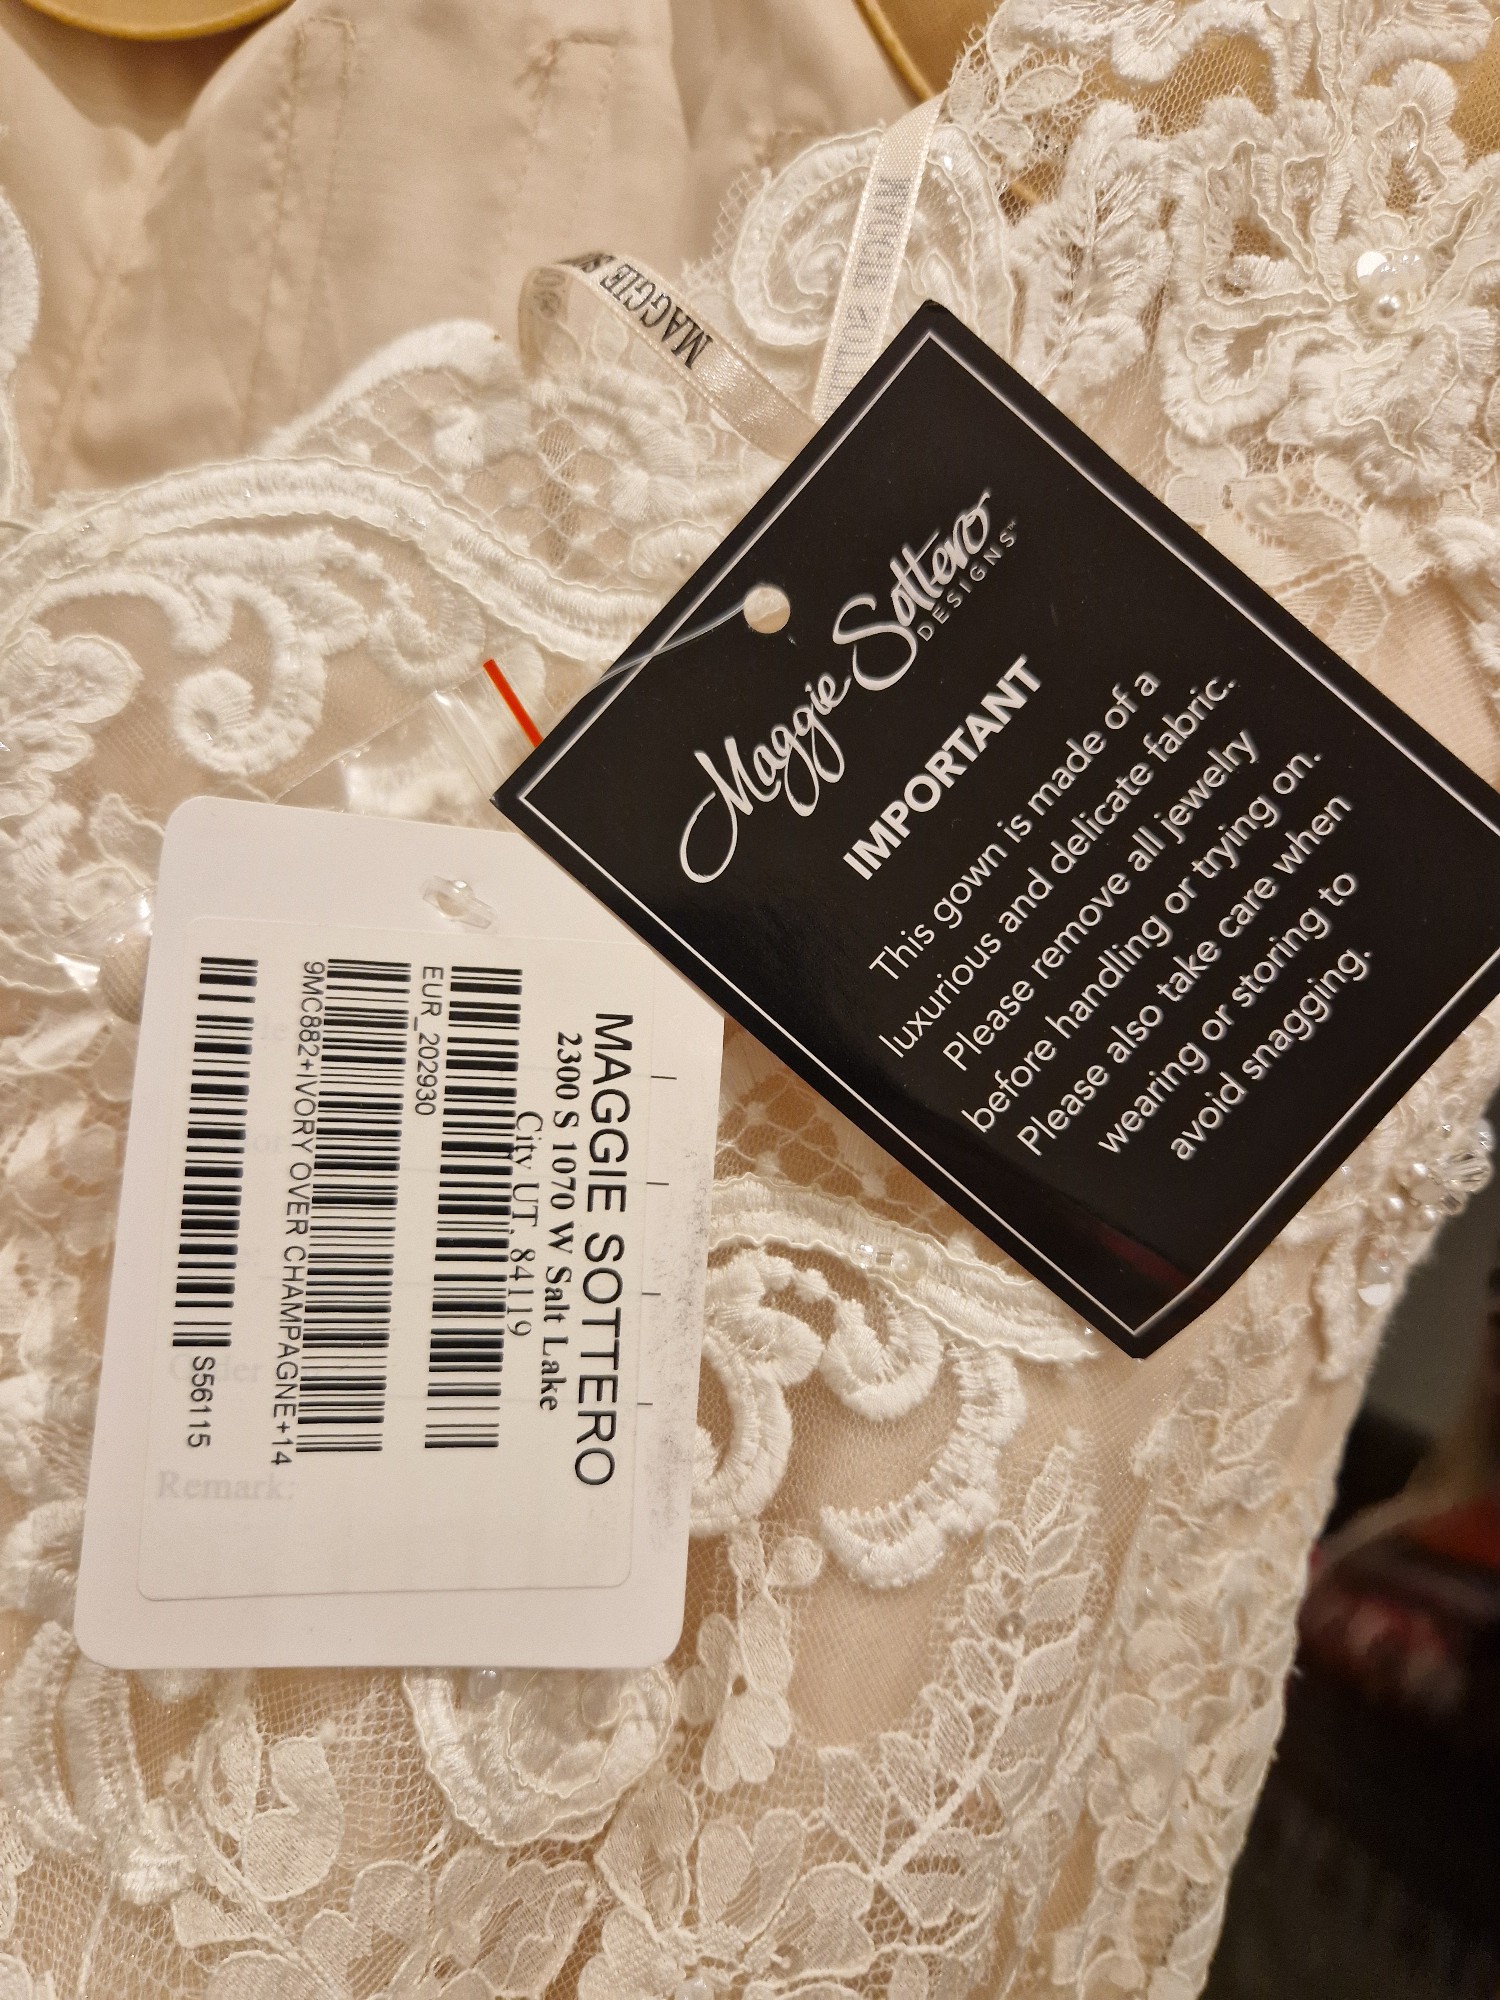 MAGGIE
Maggie Sottero
DESIGNS™
IMPORTANT
This gown is made of a
luxurious and delicate fabric.
Please remove all jewelry
before handling or trying on.
Please also take care when
wearing or storing to
avoid snagging.
MAGGIE SOTTERO
2300 S 1070 W Salt Lake
City UT, 84119
EUR_202930
9MC882+IVORY OVER CHAMPAGNE+14
S56115
Remark: